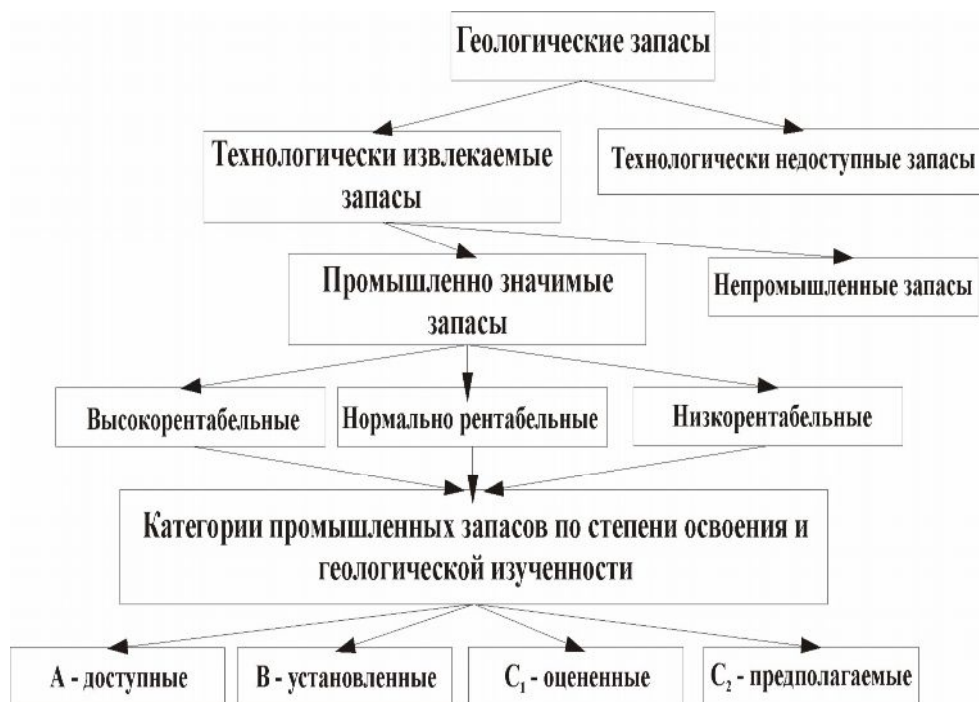 Геологические запасы
Технологически извлекаемые
запасы
Технологически недоступные запасы
Промышленно значимые
запасы
Непромышленные запасы
Высокорентабельные
Нормально рентабельные
Низкорентабельные
Категории промышленных запасов по степени освоения и
геологической изученности
А - доступные
В - установленные
С₁ - оцененные
С₂ - предполагаемые